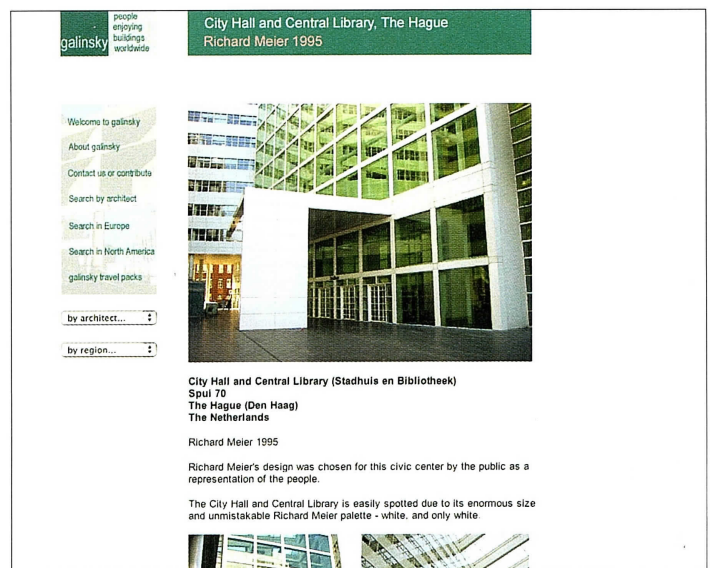 galinsky
people
enjoying
buildings
worldwide
City Hall and Central Library, The Hague
Richard Meier 1995
Welcome to galinsky
About galinsky
Contact us or contribute
Search by architect
Search in Europe
Search in North America
galinsky travel packs
by architect...
by region...
City Hall and Central Library (Stadhuis en Bibliotheek)
Spui 70
The Hague (Den Haag)
The Netherlands
Richard Meier 1995
Richard Meier's design was chosen for this civic center by the public as a
representation of the people.
The City Hall and Central Library is easily spotted due to its enormous size
and unmistakable Richard Meier palette - white, and only white.